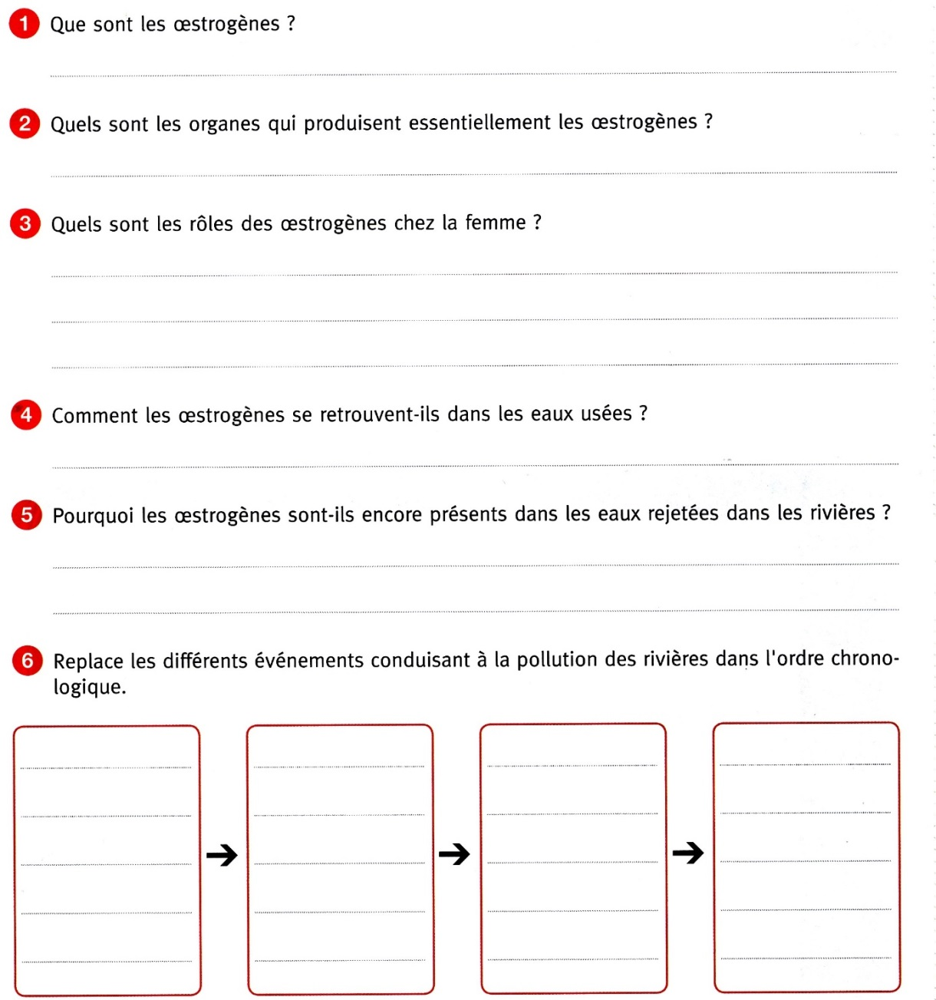 1 Que sont les œstrogènes ?
2 Quels sont les organes qui produisent essentiellement les œstrogènes ?
3 Quels sont les rôles des œstrogènes chez la femme ?
4 Comment les œstrogènes se retrouvent-ils dans les eaux usées ?
5 Pourquoi les œstrogènes sont-ils encore présents dans les eaux rejetées dans les rivières ?
6 Replace les différents événements conduisant à la pollution des rivières dans l'ordre chrono-
logique.